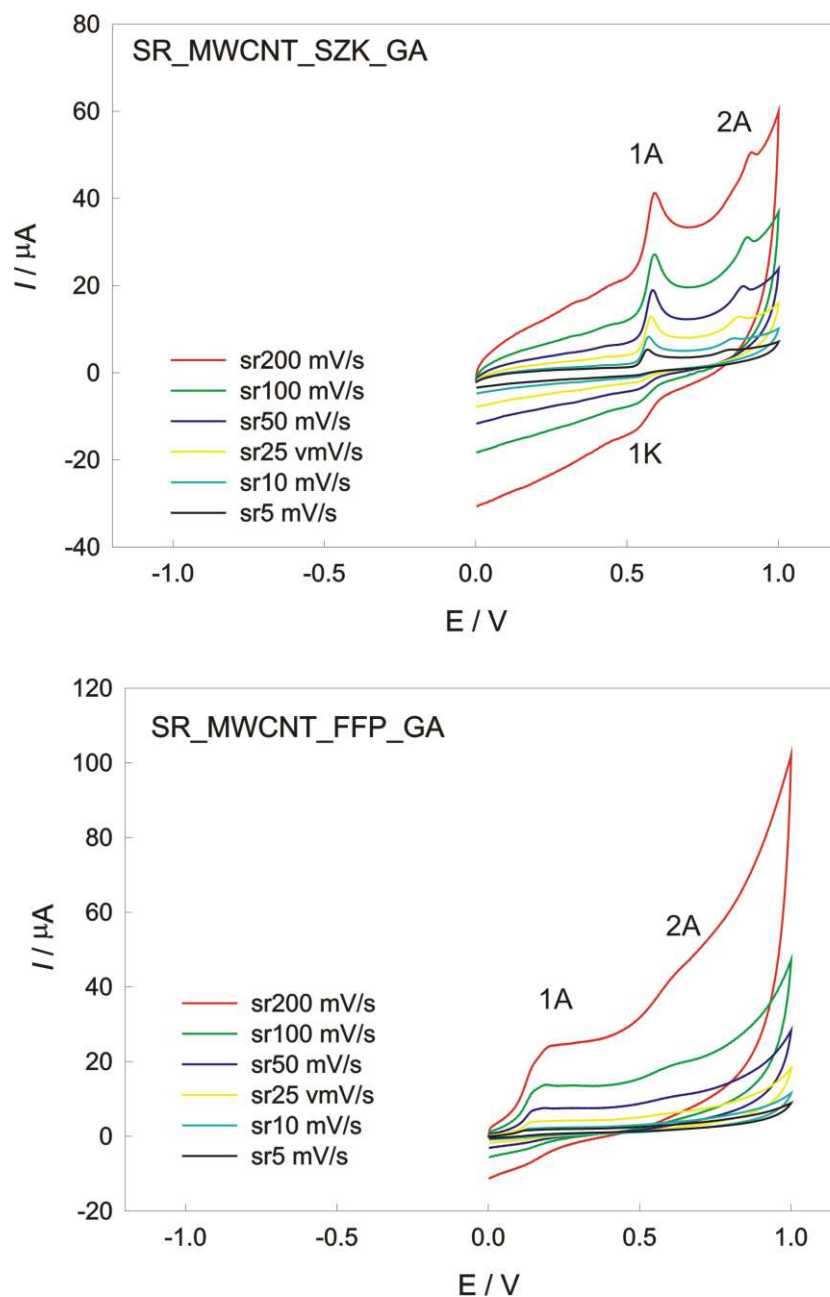 80
SR_MWCNT_SZK_GA
60
2A
1A
40
I / µA
20
sr200 mV/s
0
sr100 mV/s
sr50 mV/s
sr25 vmV/s
-20
1K
sr10 mV/s
sr5 mV/s
-40
-1.0 -0.5 0.0 0.5 1.0
E / V
120
SR_MWCNT_FFP_GA
100
80
60
2A
I / µA
40
1A
sr200 mV/s
sr100 mV/s
20
sr50 mV/s
sr25 vmV/s
0
sr10 mV/s
sr5 mV/s
-20
-1.0 -0.5 0.0 0.5 1.0
E / V